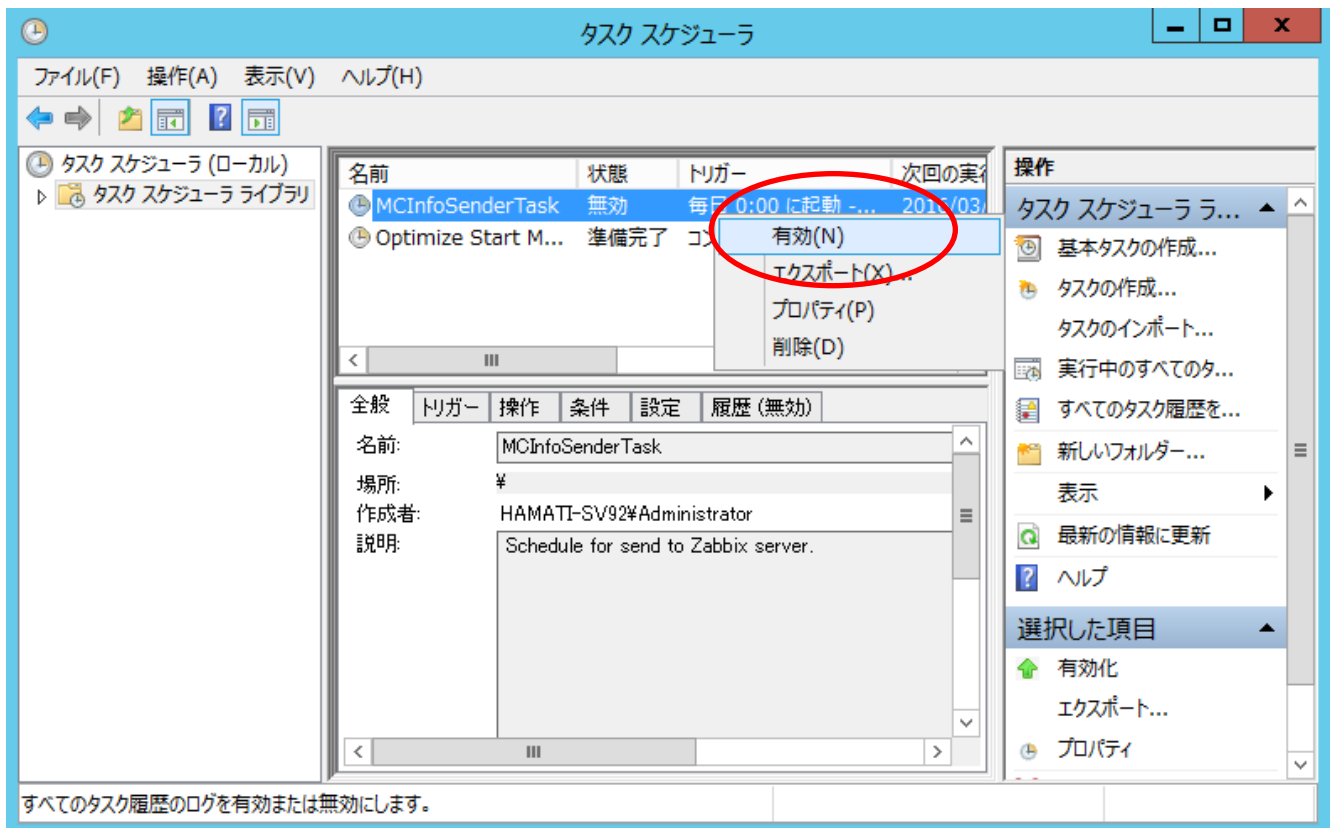 タスク スケジューラ
ファイル(F) 操作(A) 表示(V) ヘルプ(H)
タスク スケジューラ (ローカル)
タスク スケジューラ ライブラリ
名前 状態 トリガー 次回の実行
MCInfoSenderTask 無効 毎日 0:00 に起動 -... 2016/03/
Optimize Start M... 準備完了 コン
有効(N)
エクスポート(X)...
プロパティ(P)
削除(D)
全般 トリガー 操作 条件 設定 履歴 (無効)
名前: MCInfoSenderTask
場所: ¥
作成者: HAMATI-SV92¥Administrator
説明: Schedule for send to Zabbix server.
操作
タスク スケジューラ ラ...
基本タスクの作成...
タスクの作成...
タスクのインポート...
実行中のすべてのタ...
すべてのタスク履歴を...
新しいフォルダー...
表示
最新の情報に更新
ヘルプ
選択した項目
有効化
エクスポート...
プロパティ
すべてのタスク履歴のログを有効または無効にします。